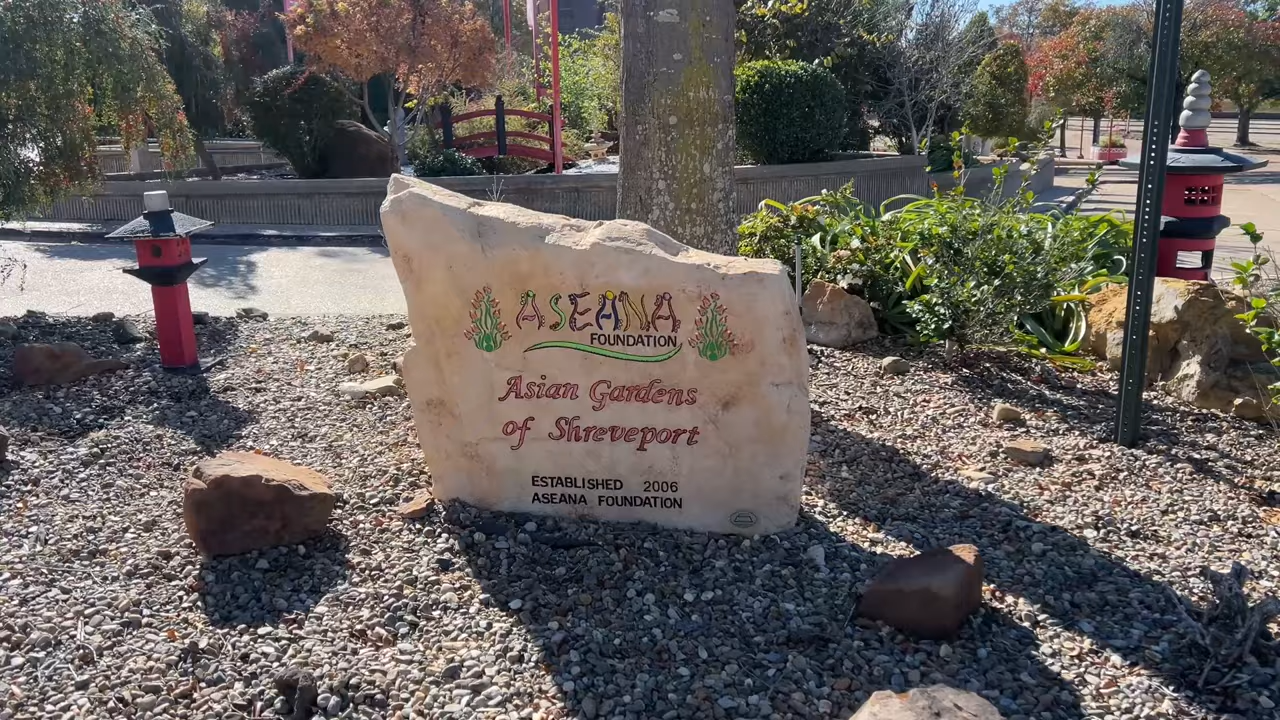 ASEANA
FOUNDATION
Asian Gardens
of Shreveport
ESTABLISHED 2006
ASEANA FOUNDATION